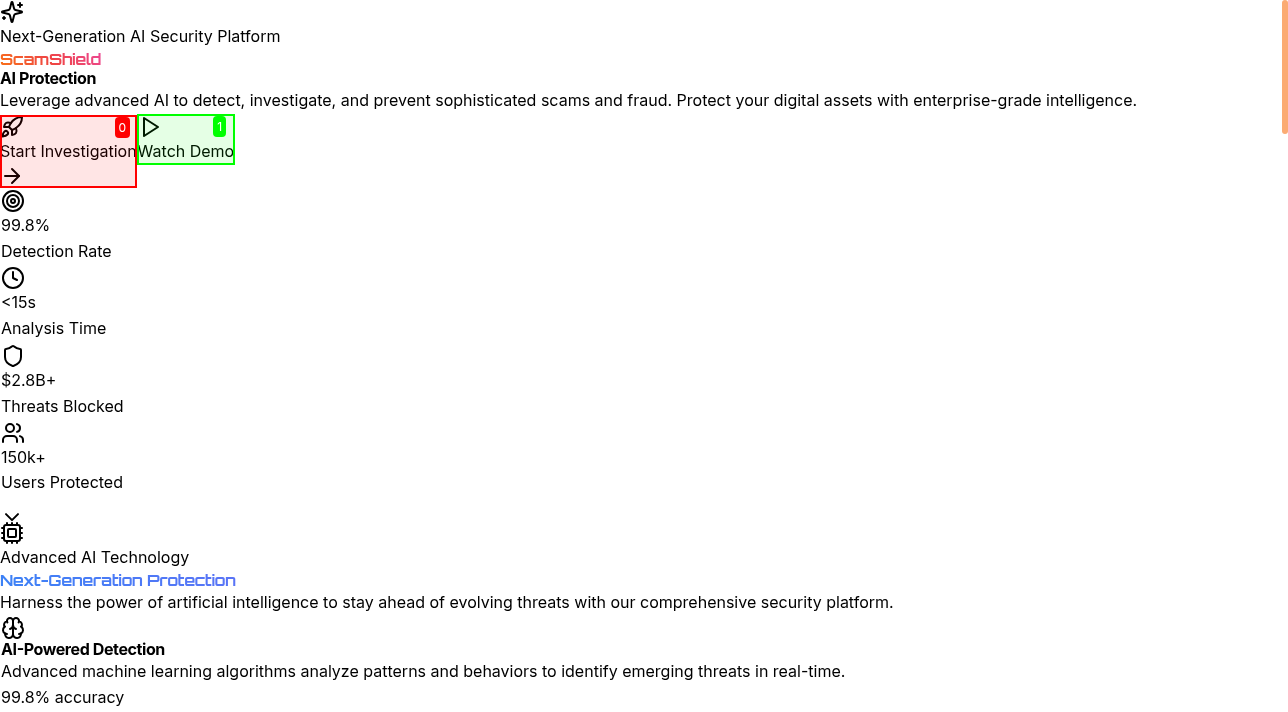 Next-Generation AI Security Platform
ScamShield
AI Protection
Leverage advanced AI to detect, investigate, and prevent sophisticated scams and fraud. Protect your digital assets with enterprise-grade intelligence.
0
1
Start Investigation
Watch Demo
99.8%
Detection Rate
<15s
Analysis Time
$2.8B+
Threats Blocked
150k+
Users Protected
Advanced AI Technology
Next-Generation Protection
Harness the power of artificial intelligence to stay ahead of evolving threats with our comprehensive security platform.
AI-Powered Detection
Advanced machine learning algorithms analyze patterns and behaviors to identify emerging threats in real-time.
99.8% accuracy